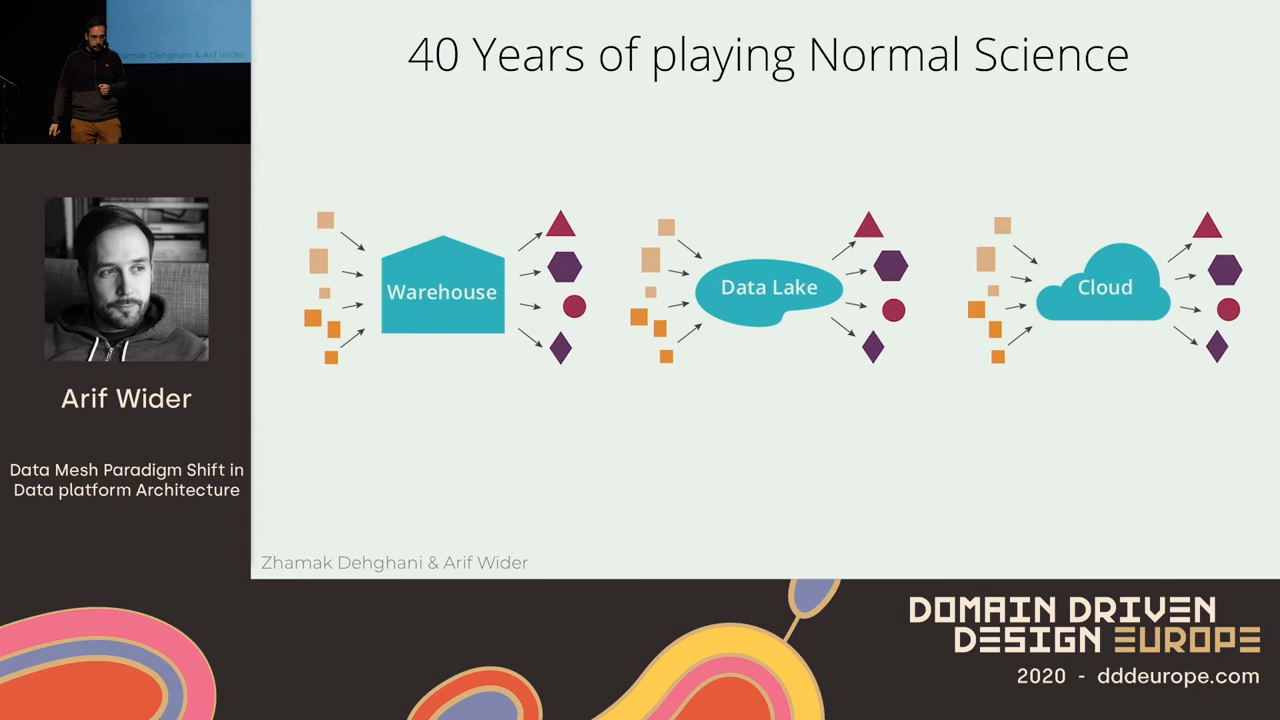 40 Years of playing Normal Science
Warehouse
Data Lake
Cloud
Zhamak Dehghani & Arif Wider
Arif Wider
Data Mesh Paradigm Shift in
Data platform Architecture
DOMAIN DRIVEN
DESIGN EUROPE
2020 - dddeurope.com